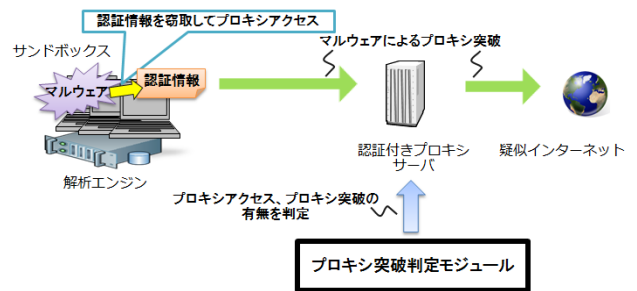 認証情報を窃取してプロキシアクセス
サンドボックス
マルウェア
認証情報
マルウェアによるプロキシ突破
認証付きプロキシ
サーバ
疑似インターネット
解析エンジン
プロキシアクセス、プロキシ突破の
有無を判定
プロキシ突破判定モジュール